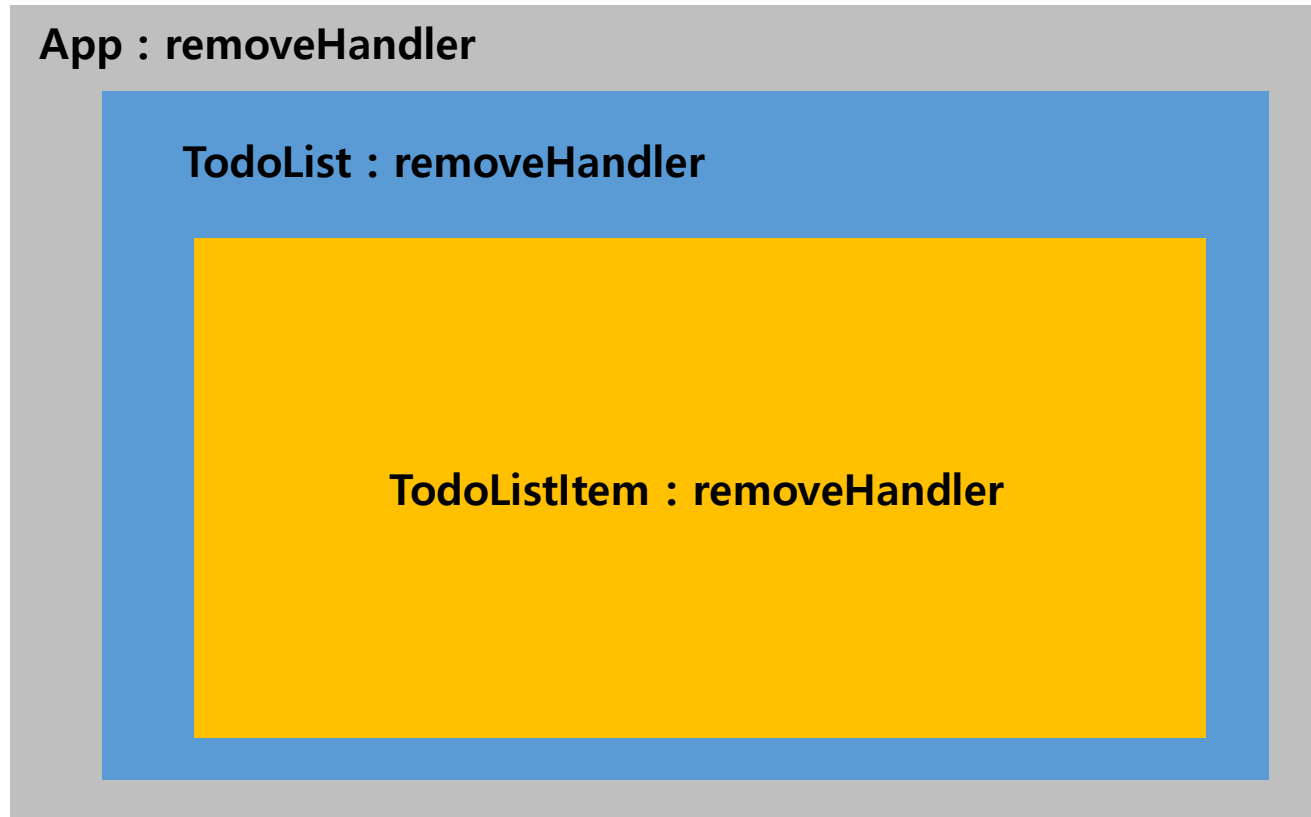 App : removeHandler
TodoList : removeHandler
TodoListItem : removeHandler